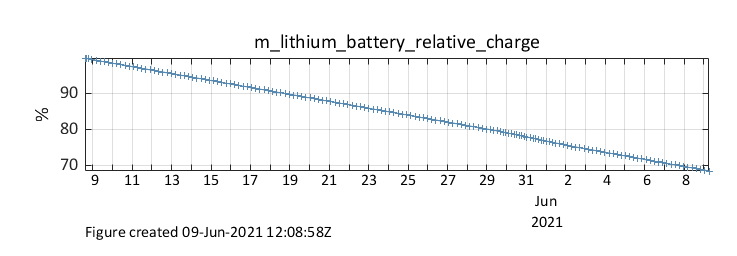 m_lithium_battery_relative_charge
%
90
80
70
9 11 13 15 17 19 21 23 25 27 29 31 2 4 6 8
Jun
2021
Figure created 09-Jun-2021 12:08:58Z